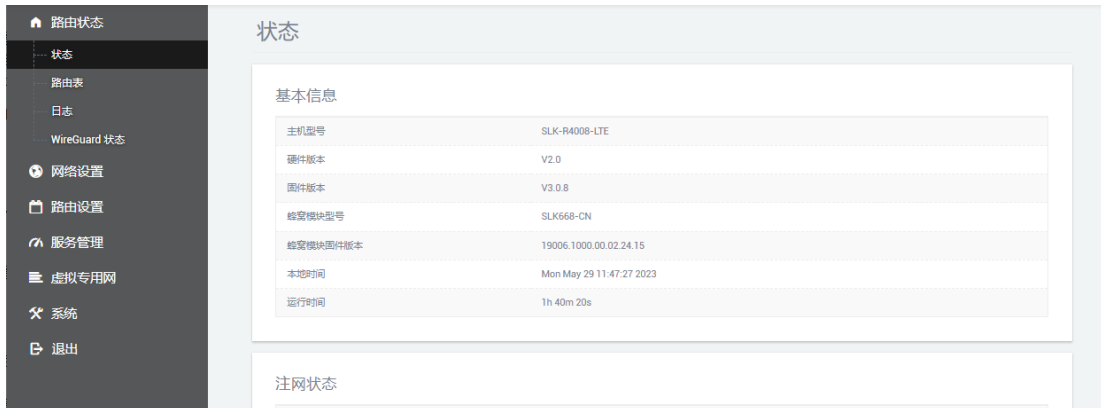 路由状态
状态
路由表
日志
WireGuard 状态
网络设置
路由设置
服务管理
虚拟专用网
系统
退出
状态
基本信息
主机型号 SLK-R4008-LTE
硬件版本 V2.0
固件版本 V3.0.8
蜂窝模块型号 SLK668-CN
蜂窝模块固件版本 19006.1000.00.02.24.15
本地时间 Mon May 29 11:47:27 2023
运行时间 1h 40m 20s
注网状态